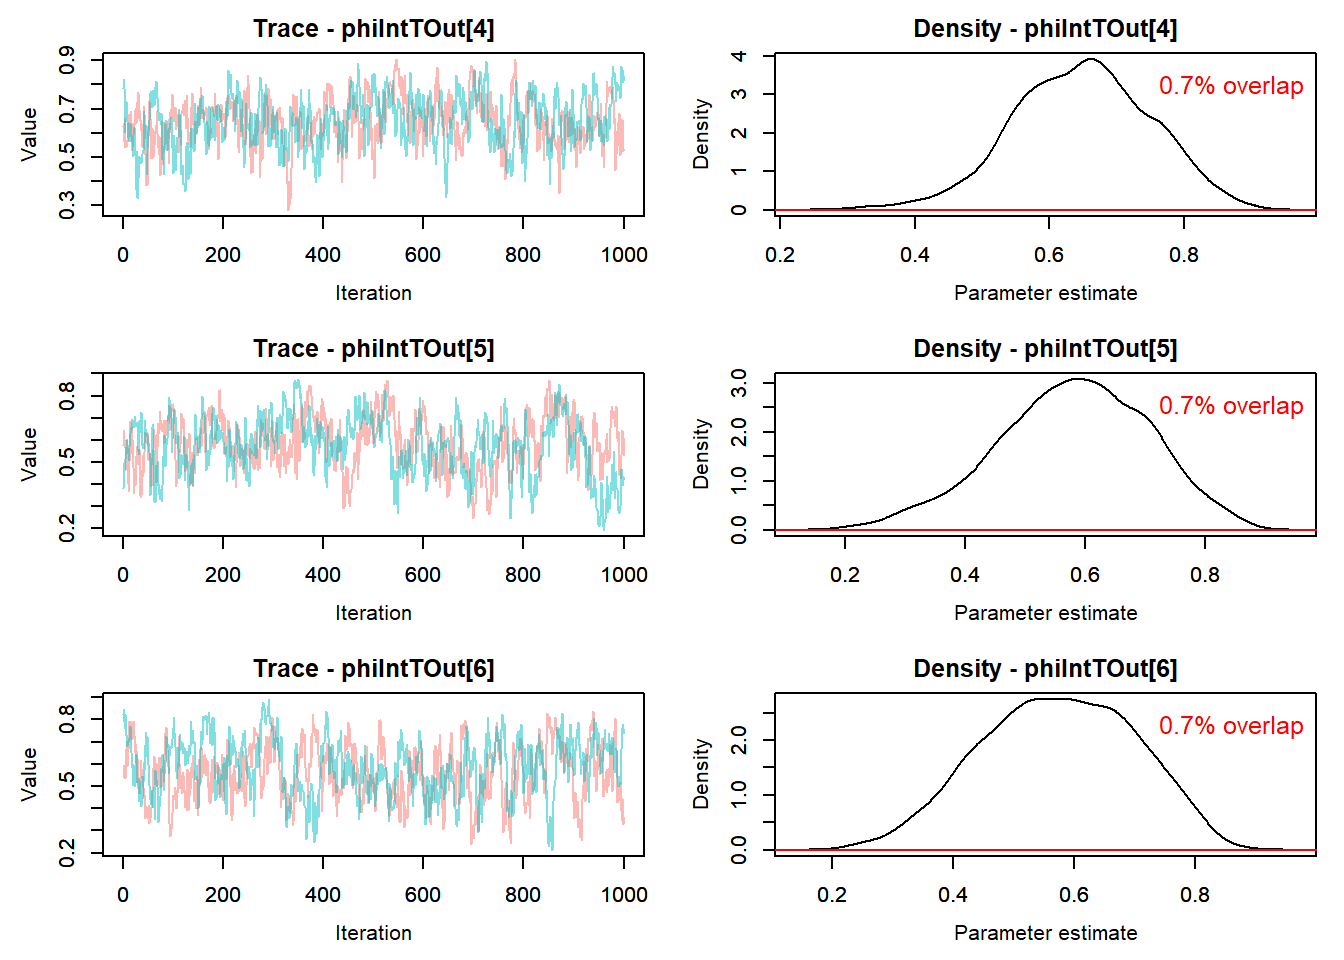 Trace - phiIntTOut[4]
Value
0.3 0.5 0.7 0.9
0 200 400 600 800 1000
Iteration
Density - phiIntTOut[4]
Density
0 1 2 3 4
0.7% overlap
0.2 0.4 0.6 0.8
Parameter estimate
Trace - phiIntTOut[5]
Value
0.2 0.5 0.8
0 200 400 600 800 1000
Iteration
Density - phiIntTOut[5]
Density
0.0 1.0 2.0 3.0
0.7% overlap
0.2 0.4 0.6 0.8
Parameter estimate
Trace - phiIntTOut[6]
Value
0.2 0.5 0.8
0 200 400 600 800 1000
Iteration
Density - phiIntTOut[6]
Density
0.0 1.0 2.0
0.7% overlap
0.2 0.4 0.6 0.8
Parameter estimate